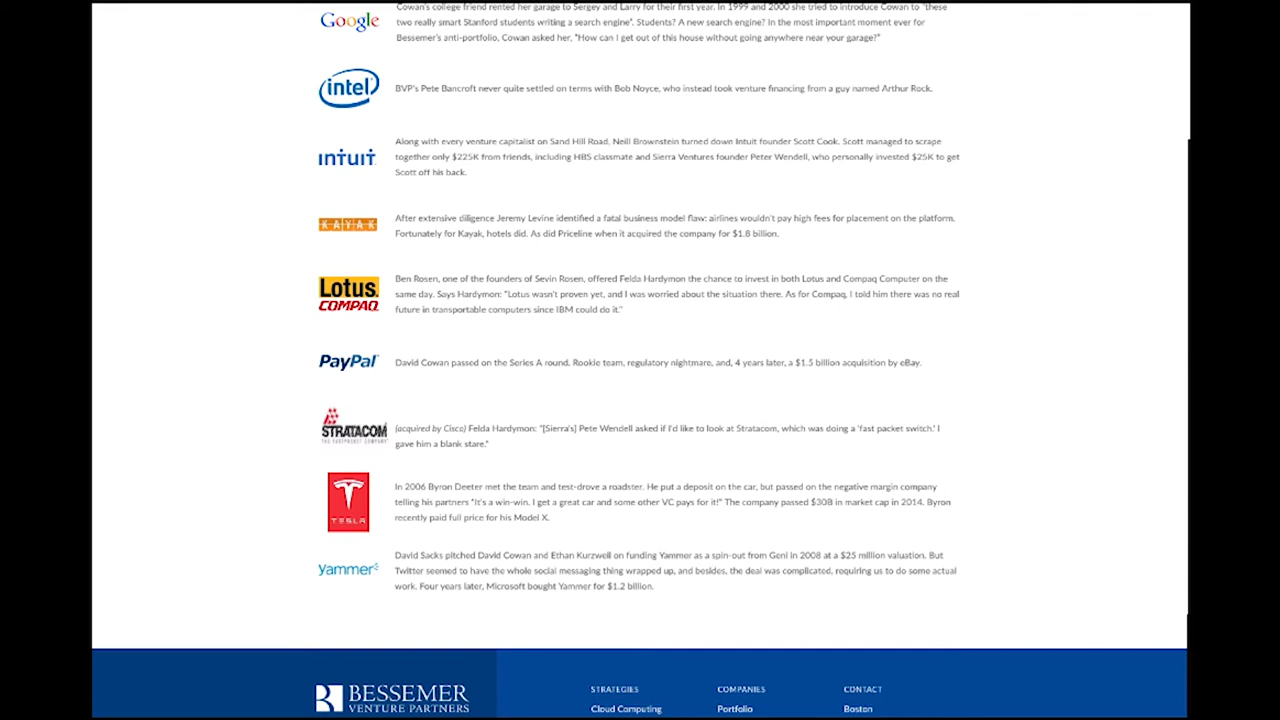 Google
Cowan's college friend rented her garage to Sergey and Larry for their first year. In 1999 and 2000 she tried to introduce Cowan to "these
two really smart Stanford students writing a search engine". Students? A new search engine? In the most important moment ever for
Bessemer's anti-portfolio, Cowan asked her, "How can I get out of this house without going anywhere near your garage?"
intel
BVP's Pete Bancroft never quite settled on terms with Bob Noyce, who instead took venture financing from a guy named Arthur Rock.
intuit
Along with every venture capitalist on Sand Hill Road, Neill Brownstein turned down Intuit founder Scott Cook. Scott managed to scrape
together only $225K from friends, including HBS classmate and Sierra Ventures founder Peter Wendell, who personally invested $25K to get
Scott off his back.
KAYAK
After extensive diligence Jeremy Levine identified a fatal business model flaw: airlines wouldn't pay high fees for placement on the platform.
Fortunately for Kayak, hotels did. As did Priceline when it acquired the company for $1.8 billion.
Lotus.
COMPAQ
Ben Rosen, one of the founders of Sevin Rosen, offered Felda Hardymon the chance to invest in both Lotus and Compaq Computer on the
same day. Says Hardymon: "Lotus wasn't proven yet, and I was worried about the situation there. As for Compaq, I told him there was no real
future in transportable computers since IBM could do it."
PayPal
David Cowan passed on the Series A round. Rookie team, regulatory nightmare, and, 4 years later, a $1.5 billion acquisition by eBay.
STRATACOM
THE FASTPACKET COMPANY
(acquired by Cisco) Felda Hardymon: "[Sierra's] Pete Wendell asked if I'd like to look at Stratacom, which was doing a 'fast packet switch.' I
gave him a blank stare."
TESLA
In 2006 Byron Deeter met the team and test-drove a roadster. He put a deposit on the car, but passed on the negative margin company
telling his partners "It's a win-win. I get a great car and some other VC pays for it!" The company passed $30B in market cap in 2014. Byron
recently paid full price for his Model X.
yammer
David Sacks pitched David Cowan and Ethan Kurzweil on funding Yammer as a spin-out from Geni in 2008 at a $25 million valuation. But
Twitter seemed to have the whole social messaging thing wrapped up, and besides, the deal was complicated, requiring us to do some actual
work. Four years later, Microsoft bought Yammer for $1.2 billion.
BESSEMER
VENTURE PARTNERS
STRATEGIES
Cloud Computing
COMPANIES
Portfolio
CONTACT
Boston